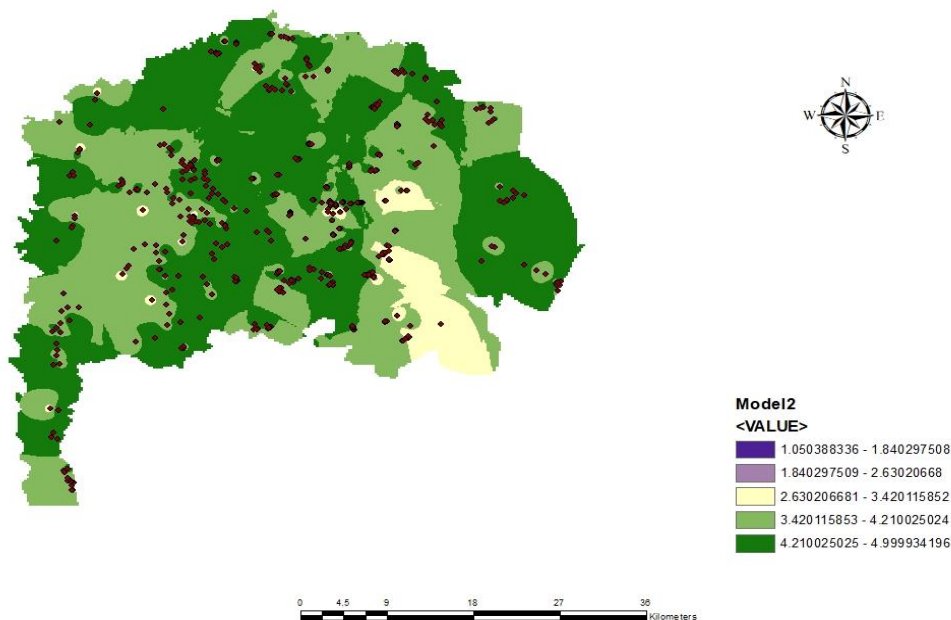 N
W E
S
Model2
<VALUE>
1.050388336 - 1.840297508
1.840297509 - 2.63020668
2.630206681 - 3.420115852
3.420115853 - 4.210025024
4.210025025 - 4.999934196
0 4.5 9 18 27 36
Kilometers